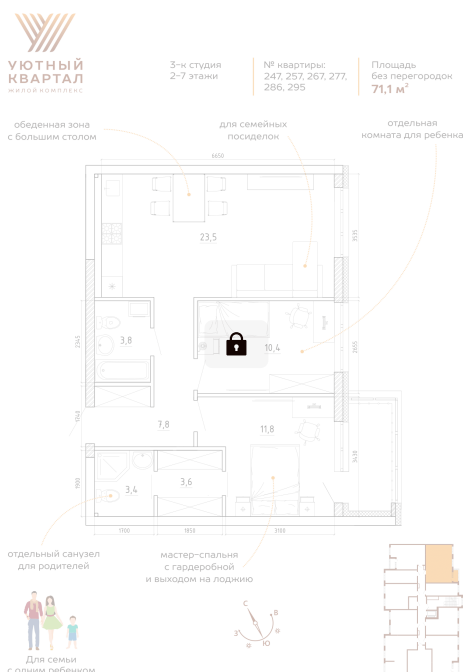 УЮТНЫЙ
КВАРТАЛ
ЖИЛОЙ КОМПЛЕКС
3-к студия
2-7 этажи
№ квартиры:
247, 257, 267, 277,
286, 295
Площадь
без перегородок
71,1 м²
обеденная зона
с большим столом
для семейных
посиделок
отдельная
комната для ребенка
6650
23,5
3535
3,8
10,4
2345
2955
7,8
11,8
1740
3,4
3,6
3438
1900
1700
1850
3100
отдельный санузел
для родителей
мастер-спальня
с гардеробной
и выходом на лоджию
С
В
З
Ю
Для семьи
с одним ребенком